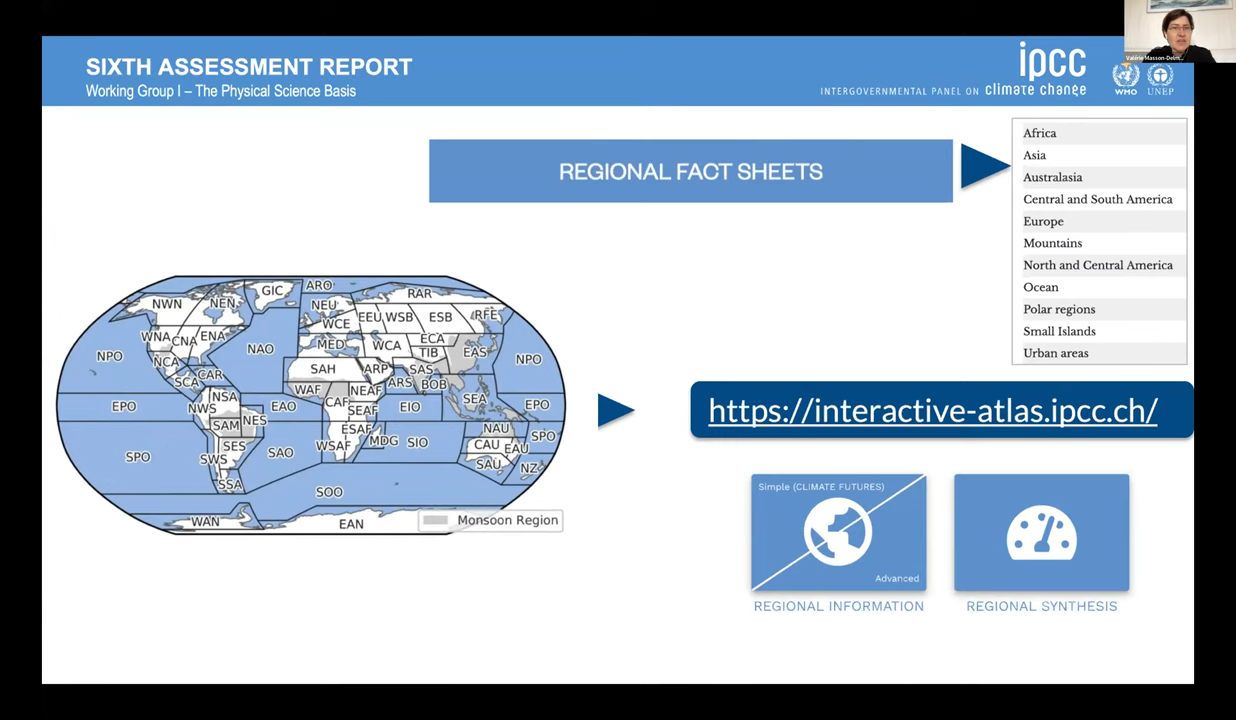 SIXTH ASSESSMENT REPORT
Working Group I – The Physical Science Basis
INTERGOVERNMENTAL PANEL ON
ipcc
climate change
WMO
UNEP
Valérie Masson-Delm...
REGIONAL FACT SHEETS
Africa
Asia
Australasia
Central and South America
Europe
Mountains
North and Central America
Ocean
Polar regions
Small Islands
Urban areas
GIC ARO
NWN NEN NEU RAR
WCE EEU WSB ESB RFE
WNA CNA ENA
NPO NCA NAO MED WCA ECA TIB EAS NPO
SCA CAR SAH ARP SAS
WAF NEAF ARS BOB
EPO NWS NSA EAO CAF SEAF EIO SEA EPO
SAM NES ESAF NAU
SPO SWS SES SAO WSAF MDG SIO CAU EAU SPO
SSA SAU NZ
SOO
WAN EAN
Monsoon Region
https://interactive-atlas.ipcc.ch/
Simple (CLIMATE FUTURES)
Advanced
REGIONAL INFORMATION
REGIONAL SYNTHESIS